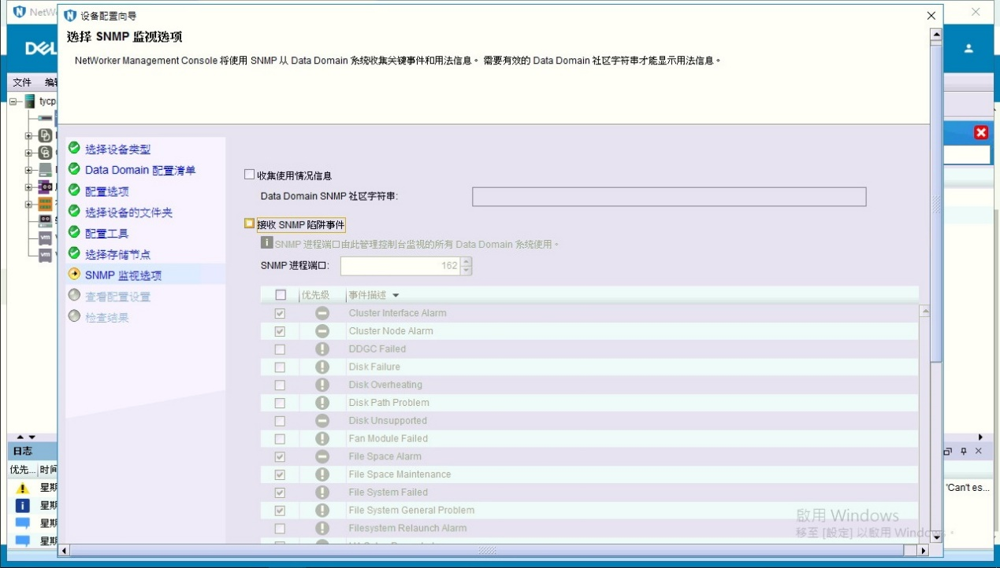 NetWo
设备配置向导
选择 SNMP 监视选项
NetWorker Management Console 将使用 SNMP 从 Data Domain 系统收集关键事件和用法信息。 需要有效的 Data Domain 社区字符串才能显示用法信息。
DELL
文件 编辑
tycp
选择设备类型
Data Domain 配置清单
配置选项
选择设备的文件夹
配置工具
选择存储节点
SNMP 监视选项
查看配置设置
检查结果
收集使用情况信息
Data Domain SNMP 社区字符串:
接收 SNMP 陷阱事件
SNMP 进程端口由此管理控制台监视的所有 Data Domain 系统使用。
SNMP 进程端口: 162
优先级 事件描述
Cluster Interface Alarm
Cluster Node Alarm
DDGC Failed
Disk Failure
Disk Overheating
Disk Path Problem
Disk Unsupported
Fan Module Failed
File Space Alarm
File Space Maintenance
File System Failed
File System General Problem
Filesystem Relaunch Alarm
日志
优先... 时间
星期
星期
星期
星期
'Can't es...
啟用 Windows
移至 [設定] 以啟用 Windows。